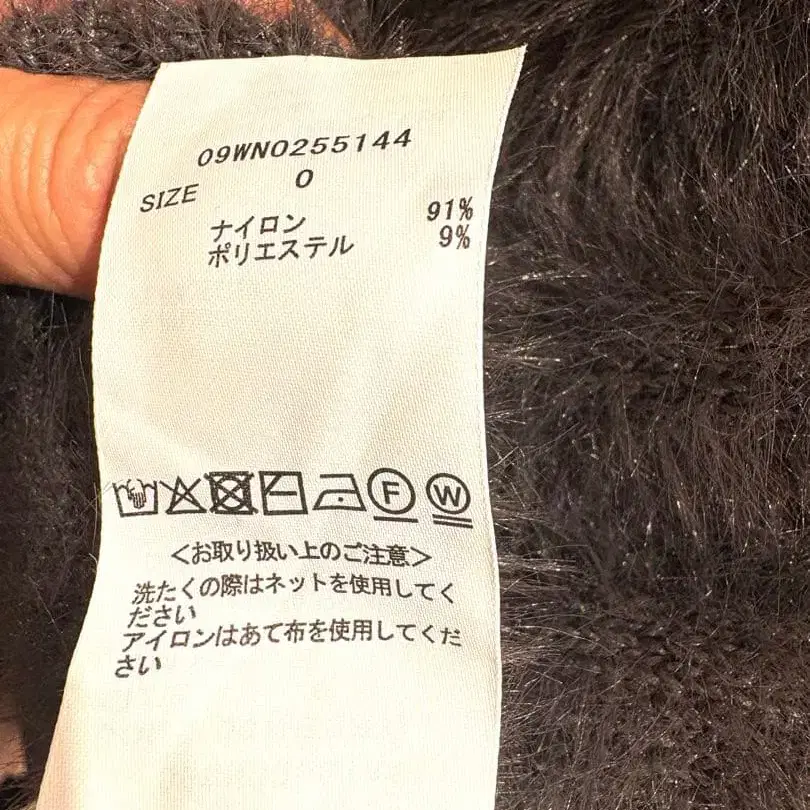 09WNO255144
SIZE 0
ナイロン 91%
ポリエステル 9%
F W
<お取り扱い上のご注意>
洗たくの際はネットを使用してく
ださい
アイロンはあて布を使用してくだ
さい